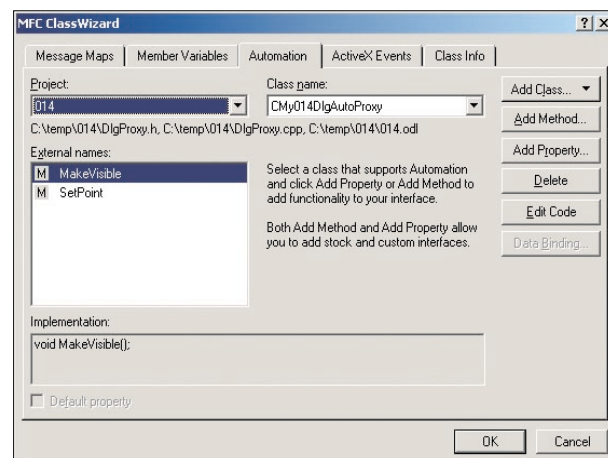 MFC ClassWizard
Message Maps Member Variables Automation ActiveX Events Class Info
Project: Class name:
014 CMy014DlgAutoProxy
C:\temp\014\DlgProxy.h, C:\temp\014\DlgProxy.cpp, C:\temp\014\014.odl
External names:
M MakeVisible
M SetPoint
Select a class that supports Automation
and click Add Property or Add Method to
add functionality to your interface.
Both Add Method and Add Property allow
you to add stock and custom interfaces.
Add Class...
Add Method...
Add Property...
Delete
Edit Code
Data Binding...
Implementation:
void MakeVisible();
Default property
OK Cancel